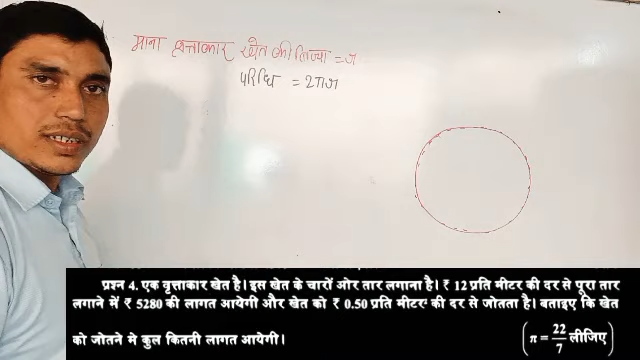 माना वृत्ताकार खेत की त्रिज्या = त्र
परिधि = 2πत्र
प्रश्न 4. एक वृत्ताकार खेत है। इस खेत के चारों ओर तार लगाना है। ₹ 12 प्रति मीटर की दर से पूरा तार
लगाने में ₹ 5280 की लागत आयेगी और खेत को ₹ 0.50 प्रति मीटर² की दर से जोतता है। बताइए कि खेत
को जोतने मे कुल कितनी लागत आयेगी। (π = 22/7 लीजिए)